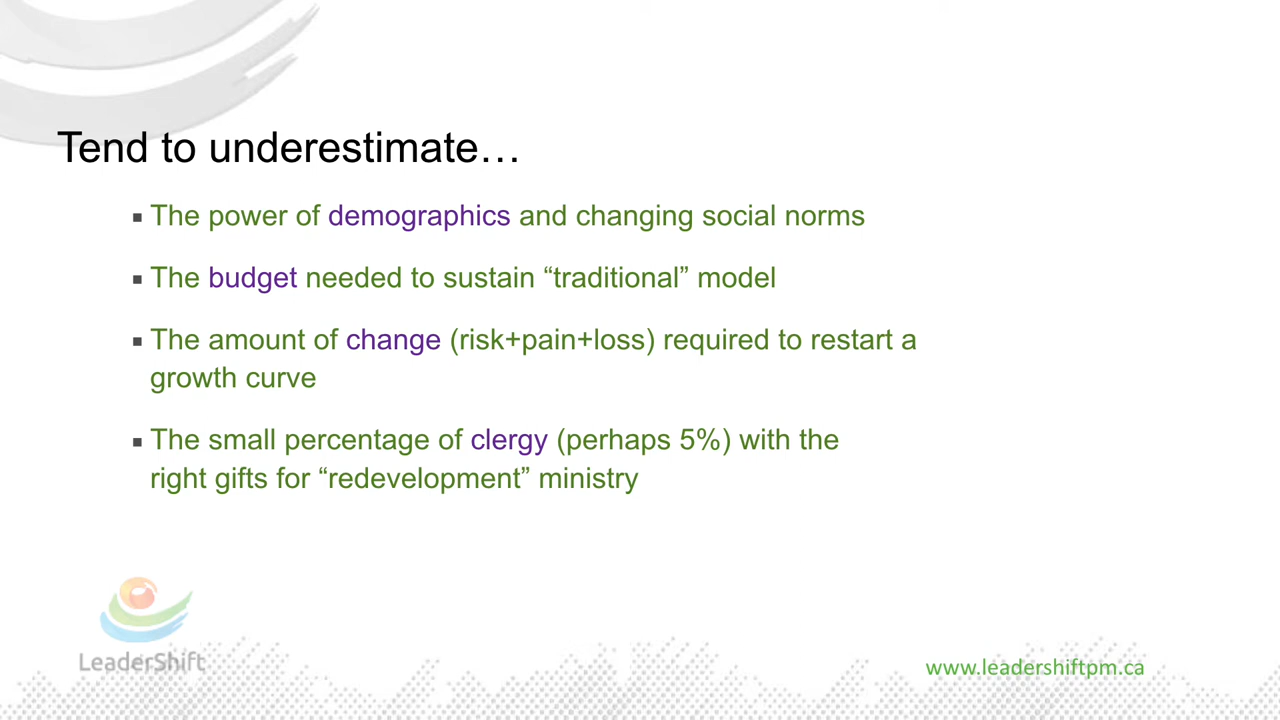 Tend to underestimate…
▪ The power of demographics and changing social norms
▪ The budget needed to sustain “traditional” model
▪ The amount of change (risk+pain+loss) required to restart a
growth curve
▪ The small percentage of clergy (perhaps 5%) with the
right gifts for “redevelopment” ministry
LeaderShift
www.leadershiftpm.ca